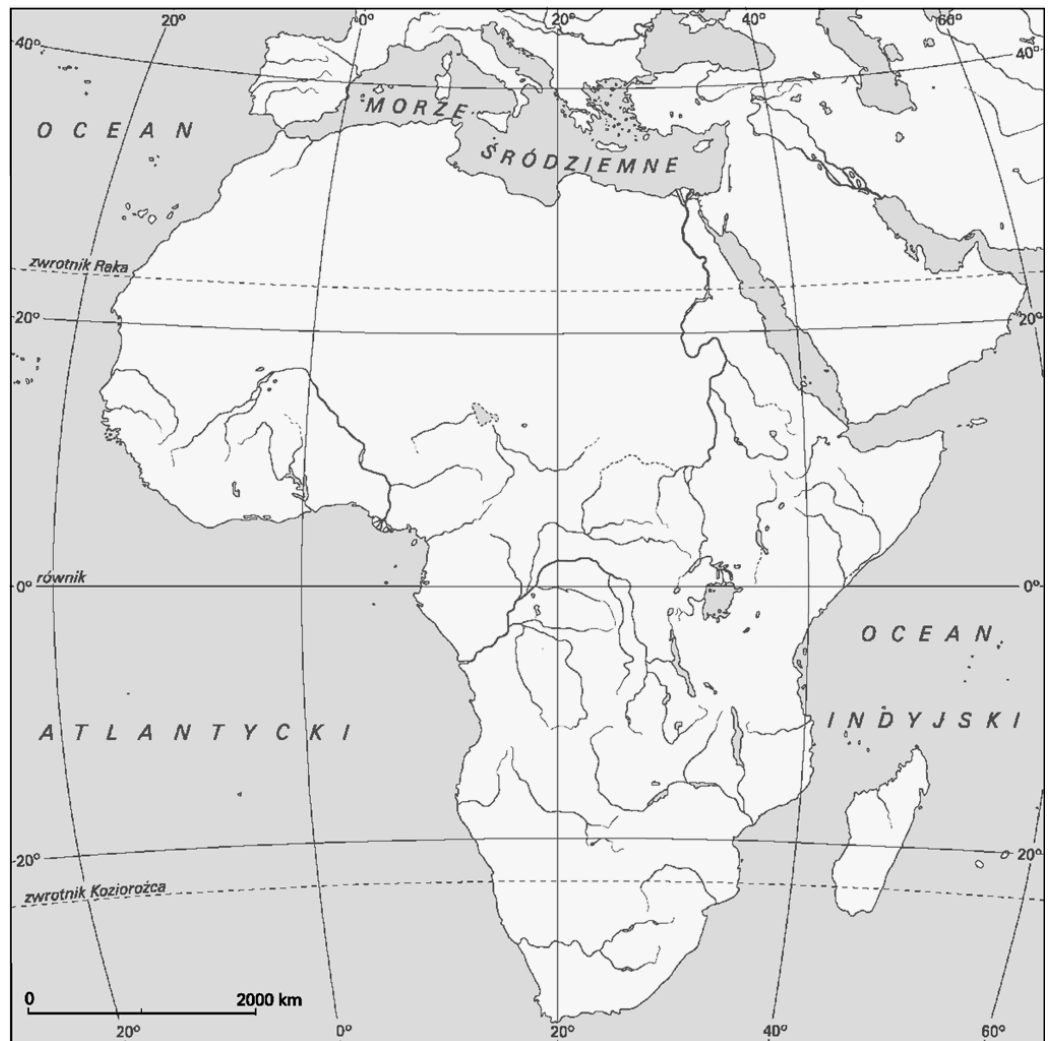 20° 0° 20° 40° 60°
40° 40°
MORZE
OCEAN
ŚRÓDZIEMNE
zwrotnik Raka
20° 20°
0° równik 0°
OCEAN
ATLANTYCKI INDYJSKI
20° 20°
zwrotnik Koziorożca
0 2000 km
20° 0° 20° 40° 60°